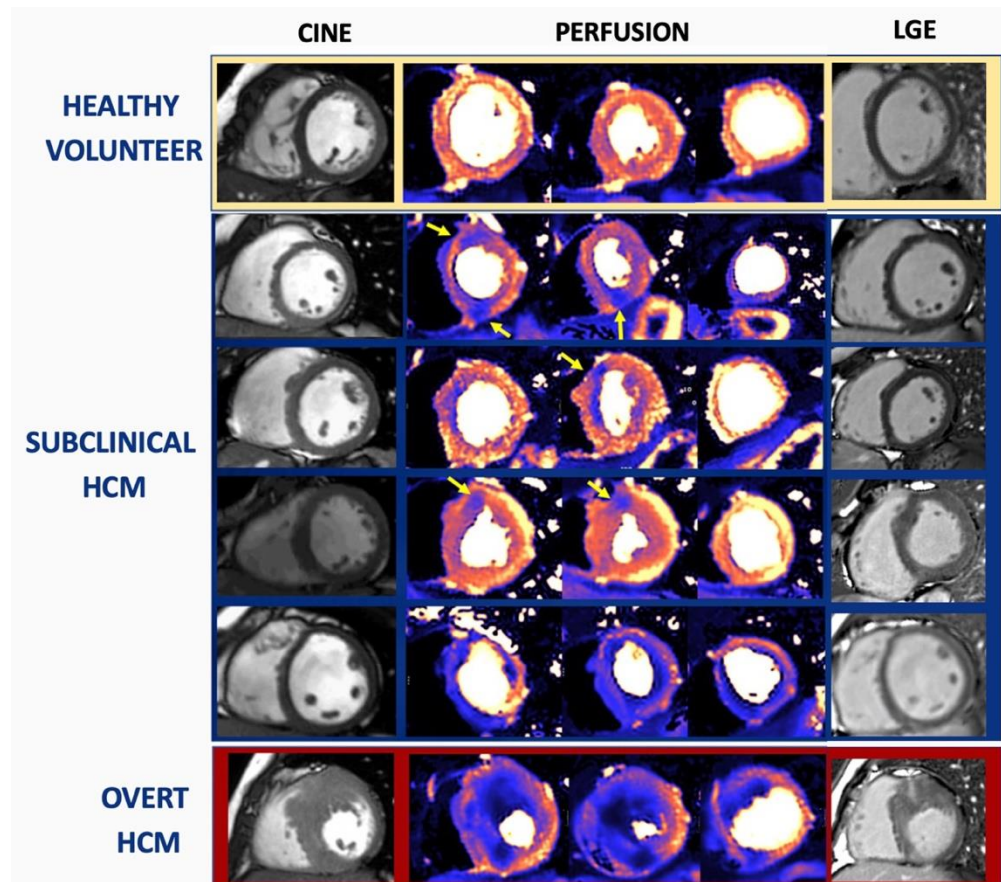 CINE
PERFUSION
LGE
HEALTHY
VOLUNTEER
SUBCLINICAL
HCM
OVERT
HCM